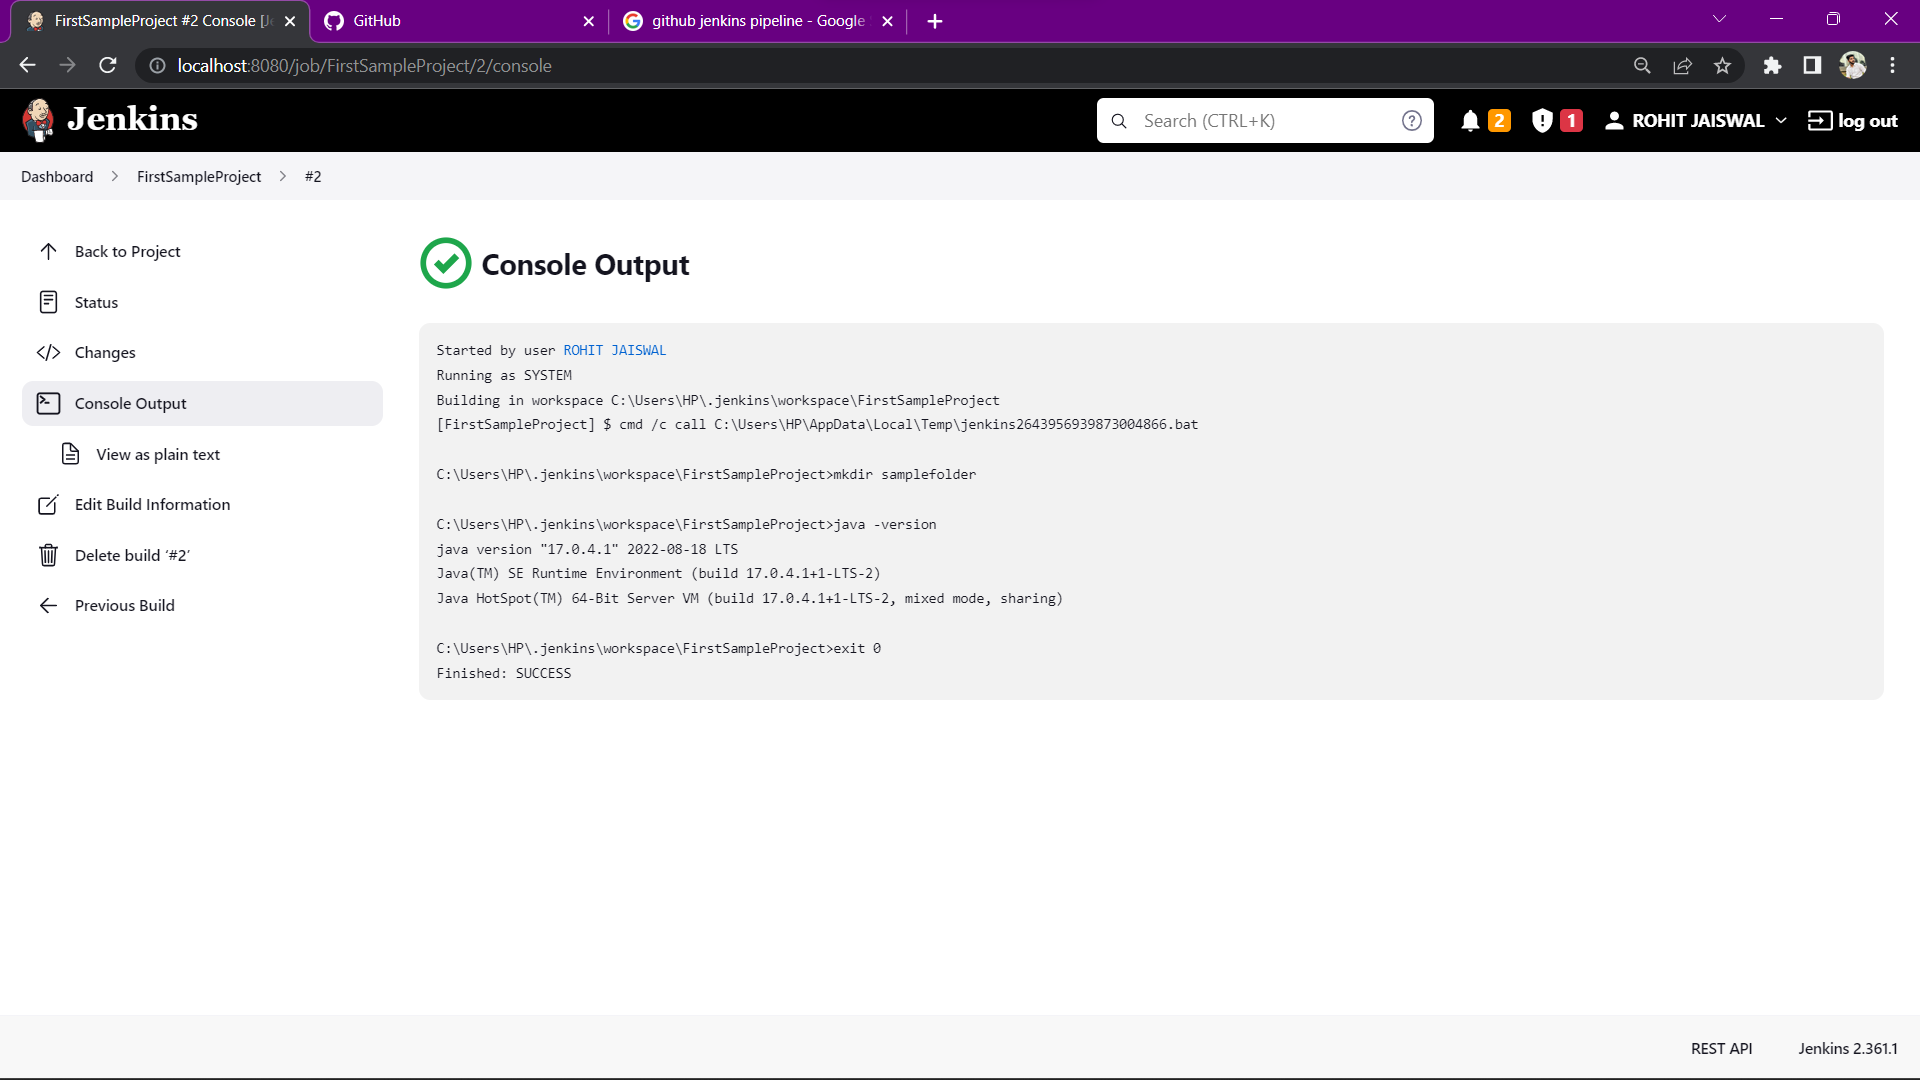 FirstSampleProject #2 Console [J
GitHub
github jenkins pipeline - Google
localhost:8080/job/FirstSampleProject/2/console
Jenkins
Search (CTRL+K)
2
1
ROHIT JAISWAL
log out
Dashboard
FirstSampleProject
#2
Back to Project
Status
Changes
Console Output
View as plain text
Edit Build Information
Delete build ‘#2’
Previous Build
Console Output
Started by user ROHIT JAISWAL
Running as SYSTEM
Building in workspace C:\Users\HP\.jenkins\workspace\FirstSampleProject
[FirstSampleProject] $ cmd /c call C:\Users\HP\AppData\Local\Temp\jenkins2643956939873004866.bat
C:\Users\HP\.jenkins\workspace\FirstSampleProject>mkdir samplefolder
C:\Users\HP\.jenkins\workspace\FirstSampleProject>java -version
java version "17.0.4.1" 2022-08-18 LTS
Java(TM) SE Runtime Environment (build 17.0.4.1+1-LTS-2)
Java HotSpot(TM) 64-Bit Server VM (build 17.0.4.1+1-LTS-2, mixed mode, sharing)
C:\Users\HP\.jenkins\workspace\FirstSampleProject>exit 0
Finished: SUCCESS
REST API
Jenkins 2.361.1